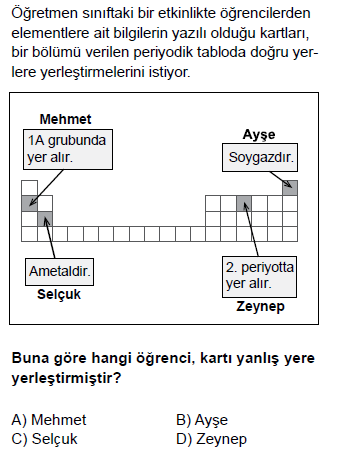 Öğretmen sınıftaki bir etkinlikte öğrencilerden
elementlere ait bilgilerin yazılı olduğu kartları,
bir bölümü verilen periyodik tabloda doğru yer-
lere yerleştirmelerini istiyor.
Mehmet
1A grubunda
yer alır.
Ayşe
Soygazdır.
Ametaldir.
Selçuk
2. periyotta
yer alır.
Zeynep
Buna göre hangi öğrenci, kartı yanlış yere
yerleştirmiştir?
A) Mehmet
B) Ayşe
C) Selçuk
D) Zeynep